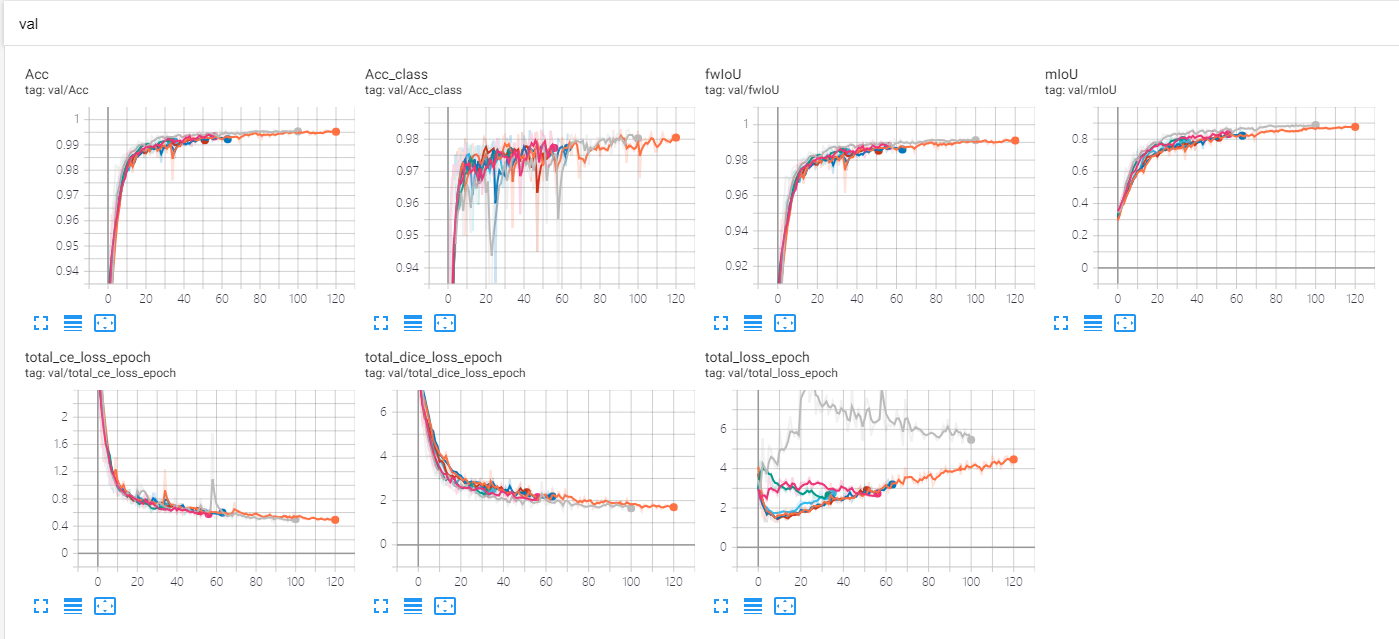 val
Acc
tag: val/Acc
1
0.99
0.98
0.97
0.96
0.95
0.94
0 20 40 60 80 100 120
Acc_class
tag: val/Acc_class
0.98
0.97
0.96
0.95
0.94
0 20 40 60 80 100 120
fwIoU
tag: val/fwIoU
1
0.98
0.96
0.94
0.92
0 20 40 60 80 100 120
mIoU
tag: val/mIoU
0.8
0.6
0.4
0.2
0
0 20 40 60 80 100 120
total_ce_loss_epoch
tag: val/total_ce_loss_epoch
2
1.6
1.2
0.8
0.4
0
0 20 40 60 80 100 120
total_dice_loss_epoch
tag: val/total_dice_loss_epoch
6
4
2
0
0 20 40 60 80 100 120
total_loss_epoch
tag: val/total_loss_epoch
6
4
2
0
0 20 40 60 80 100 120